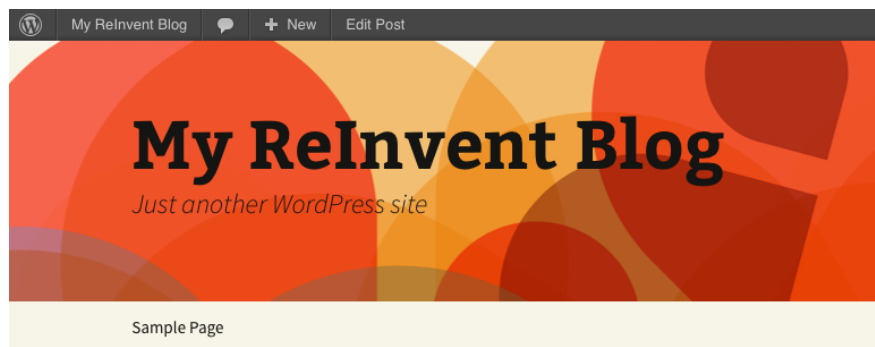 My ReInvent Blog New Edit Post
My ReInvent Blog
Just another WordPress site
Sample Page